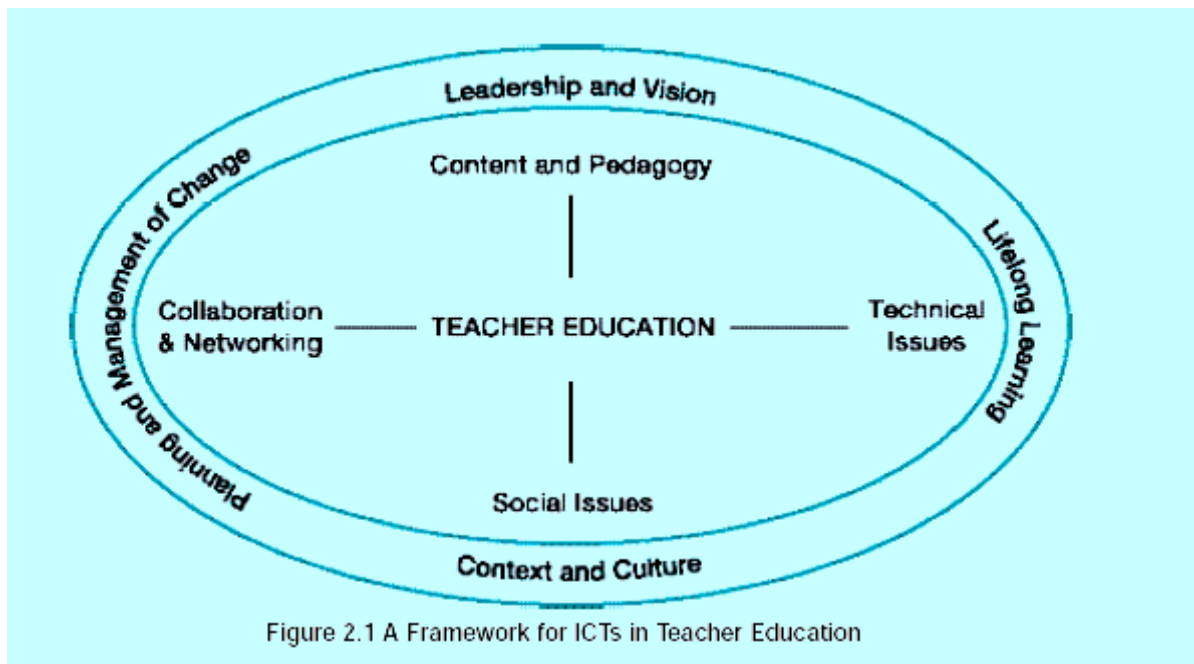 Leadership and Vision
Content and Pedagogy
Planning and Management of Change
Collaboration
& Networking
TEACHER EDUCATION
Technical
Issues
Lifelong Learning
Social Issues
Context and Culture
Figure 2.1 A Framework for ICTs in Teacher Education